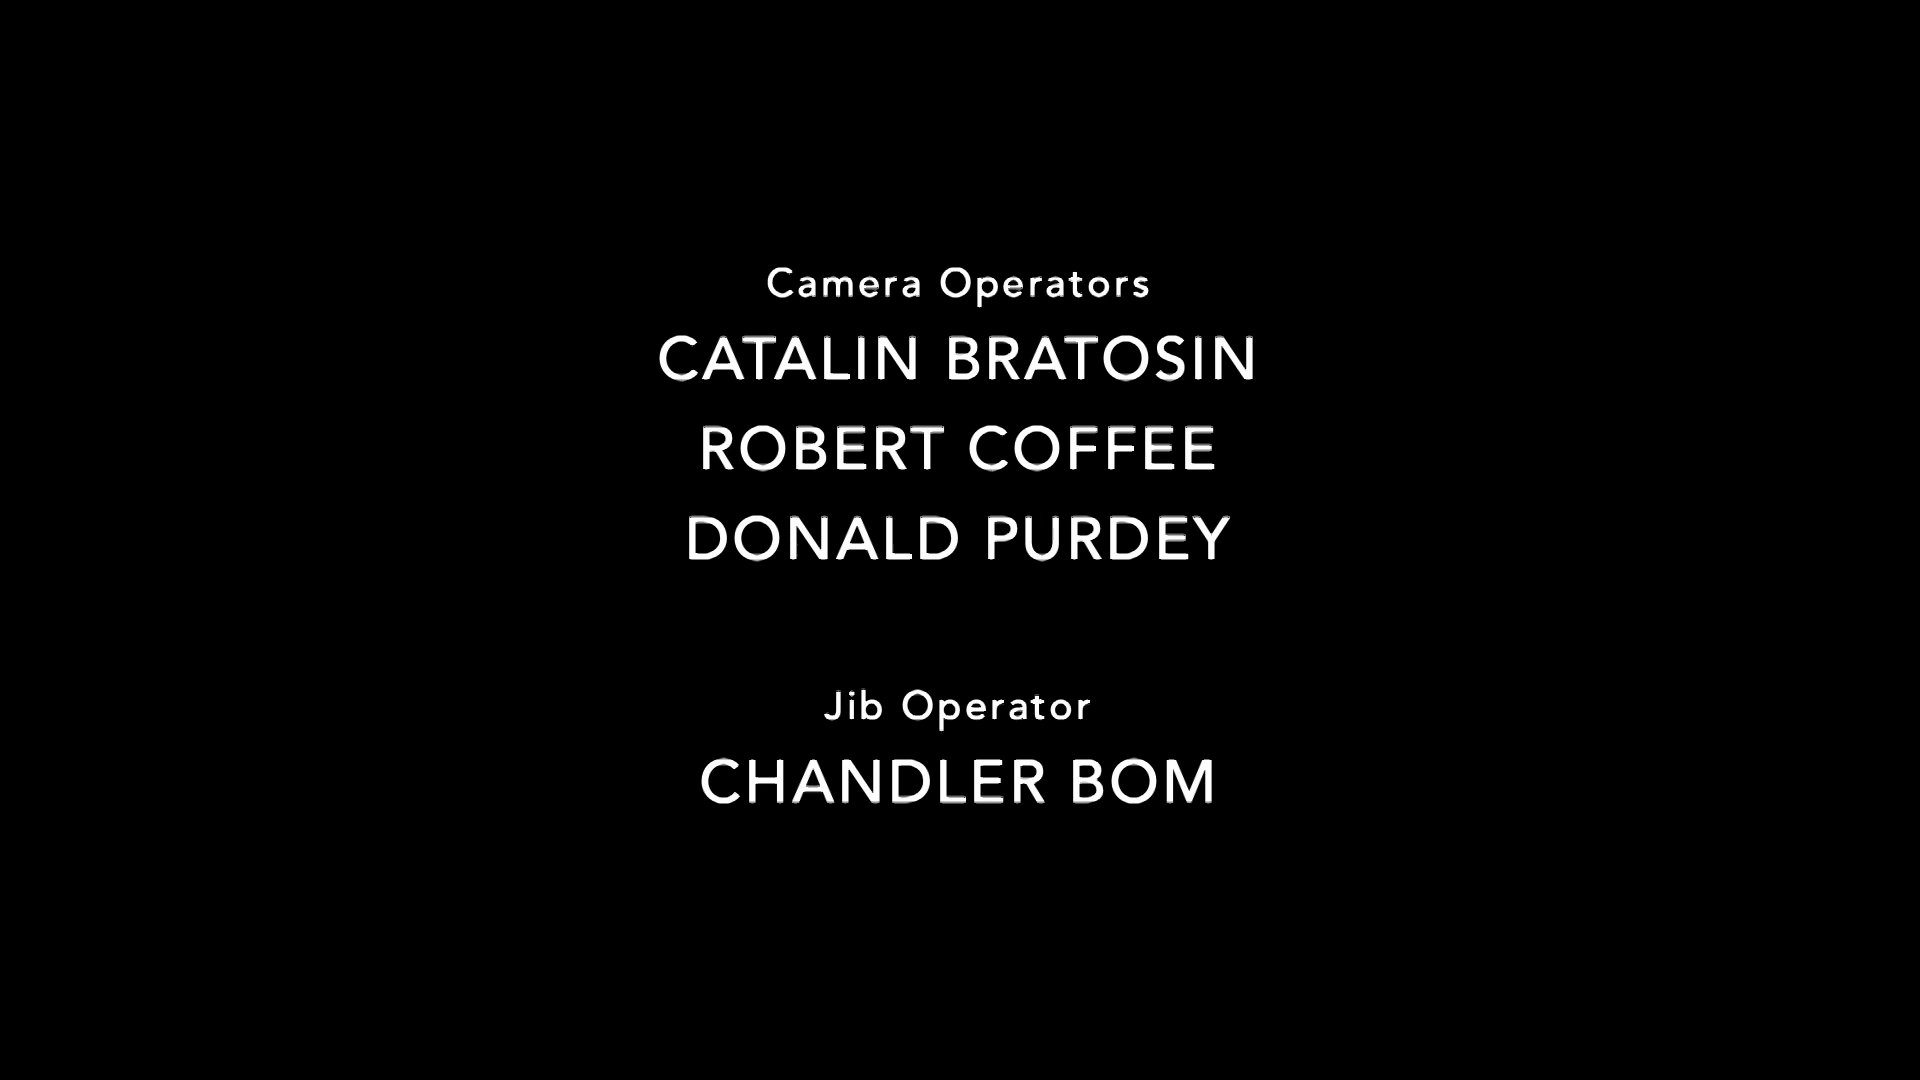 Camera Operators
CATALIN BRATOSIN
ROBERT COFFEE
DONALD PURDEY
Jib Operator
CHANDLER BOM